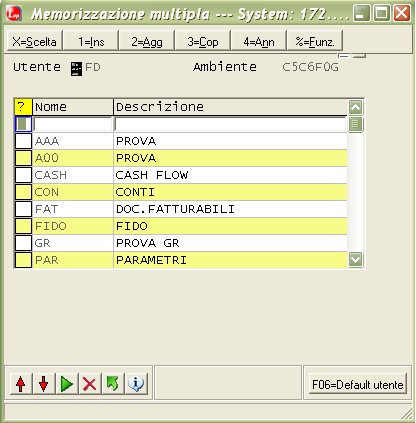 Memorizzazione multipla --- System: 172....
X=Scelta 1=Ins 2=Agg 3=Cop 4=Ann %=Funz.
Utente FD Ambiente C5C6F0G
? Nome Descrizione
AAA PROVA
A00 PROVA
CASH CASH FLOW
CON CONTI
FAT DOC.FATTURABILI
FIDO FIDO
GR PROVA GR
PAR PARAMETRI
F06=Default utente